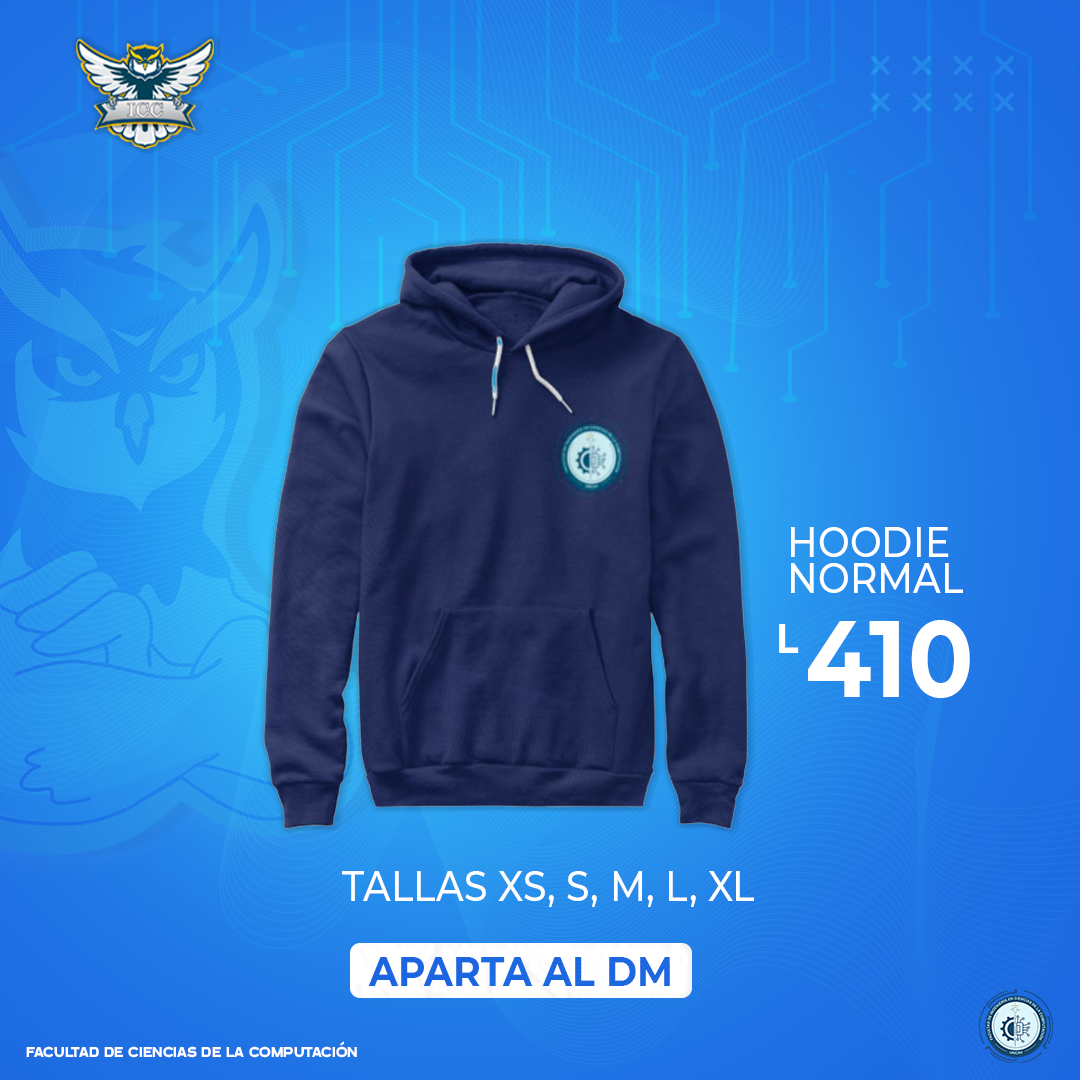 ICC
HOODIE
NORMAL
L 410
TALLAS XS, S, M, L, XL
APARTA AL DM
FACULTAD DE CIENCIAS DE LA COMPUTACIÓN